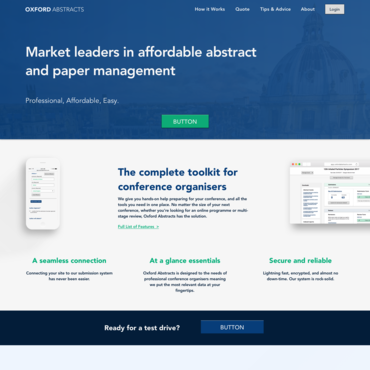 OXFORD ABSTRACTS
How it Works
Quote
Tips & Advice
About
Login
Market leaders in affordable abstract
and paper management
Professional, Affordable, Easy.
BUTTON
The complete toolkit for
conference organisers
We give you hands-on help preparing for your conference, and all the
tools you need in one place. No matter the size of your next
conference, whether you're looking for an online programme or multi-
stage review, Oxford Abstracts has the solution.
Full List of Features >
A seamless connection
Connecting your site to our submission system
has never been easier.
At a glance essentials
Oxford Abstracts is designed to the needs of
professional conference organisers meaning
we put the most relevant data at your
fingertips.
Secure and reliable
Lightning fast, encrypted, and almost no
down-time. Our system is rock-solid.
Ready for a test drive?
BUTTON